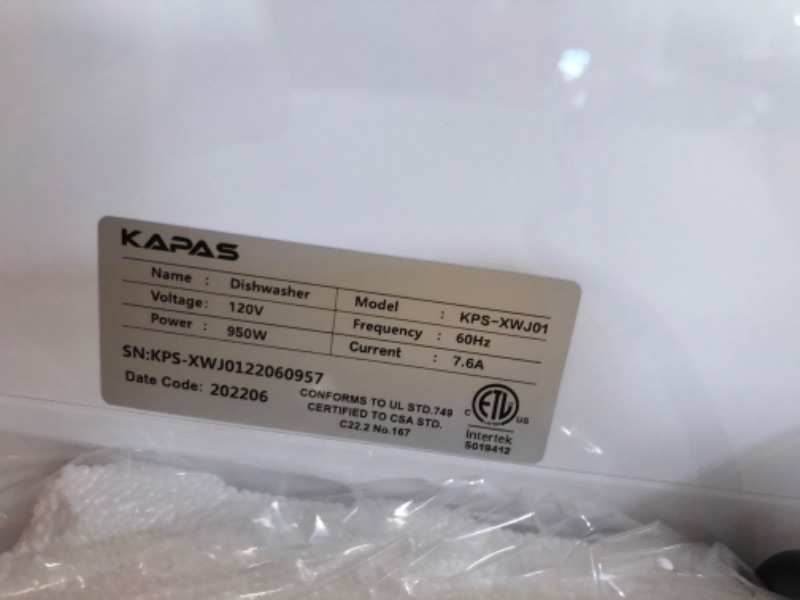 KAPAS
Name : Dishwasher
Model : KPS-XWJ01
Voltage: 120V
Frequency : 60Hz
Power : 950W
Current : 7.6A
SN:KPS-XWJ0122060957
Date Code: 202206
CONFORMS TO UL STD.749
CERTIFIED TO CSA STD.
C22.2 No.167
C ETL US
Intertek
5019412